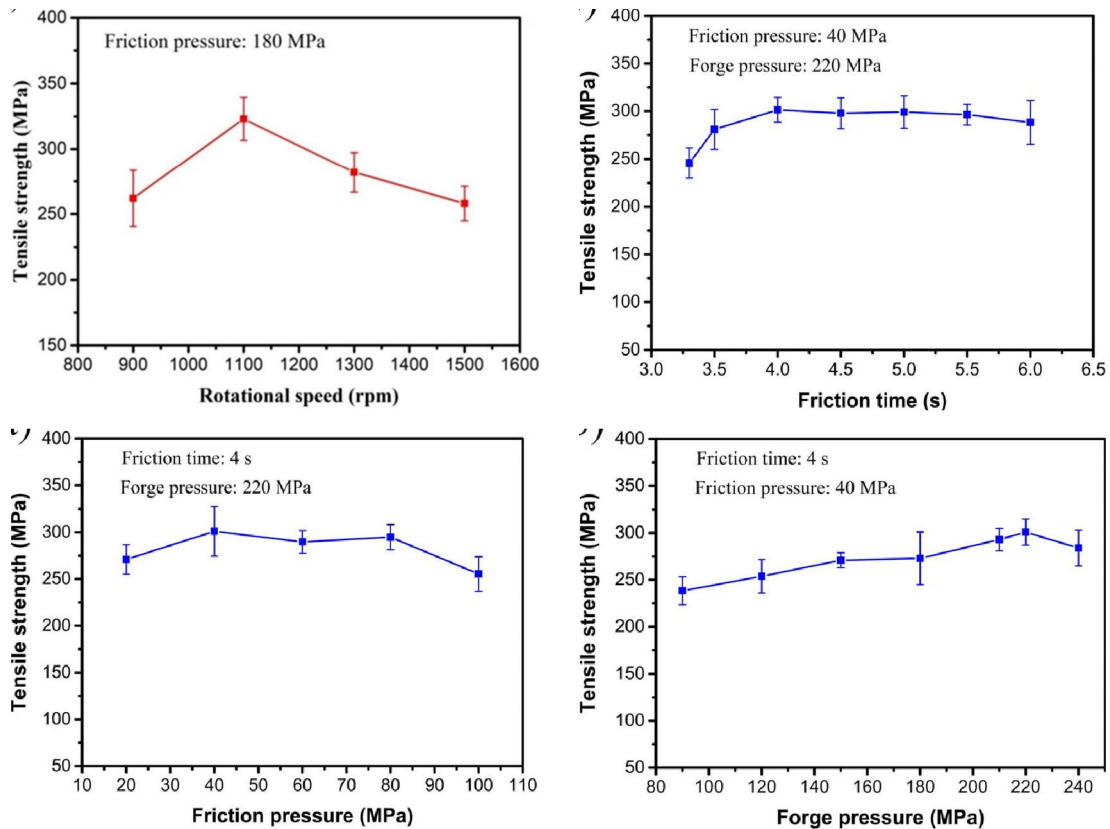 Friction pressure: 180 MPa
Tensile strength (MPa)
400
350
300
250
200
150
800 900 1000 1100 1200 1300 1400 1500 1600
Rotational speed (rpm)
Friction pressure: 40 MPa
Forge pressure: 220 MPa
Tensile strength (MPa)
400
350
300
250
200
150
100
50
3.0 3.5 4.0 4.5 5.0 5.5 6.0 6.5
Friction time (s)
Friction time: 4 s
Forge pressure: 220 MPa
Tensile strength (MPa)
400
350
300
250
200
150
100
50
10 20 30 40 50 60 70 80 90 100 110
Friction pressure (MPa)
Friction time: 4 s
Friction pressure: 40 MPa
Tensile strength (MPa)
400
350
300
250
200
150
100
50
80 100 120 140 160 180 200 220 240
Forge pressure (MPa)